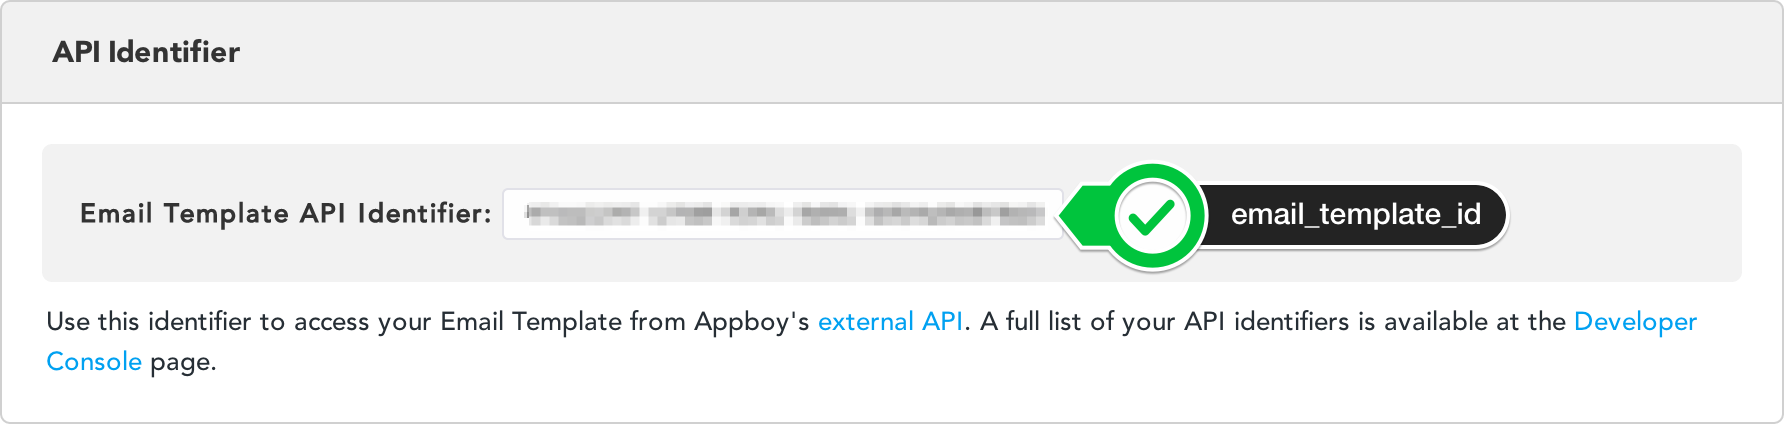 API Identifier
Email Template API Identifier:
email_template_id
Use this identifier to access your Email Template from Appboy's external API. A full list of your API identifiers is available at the Developer
Console page.